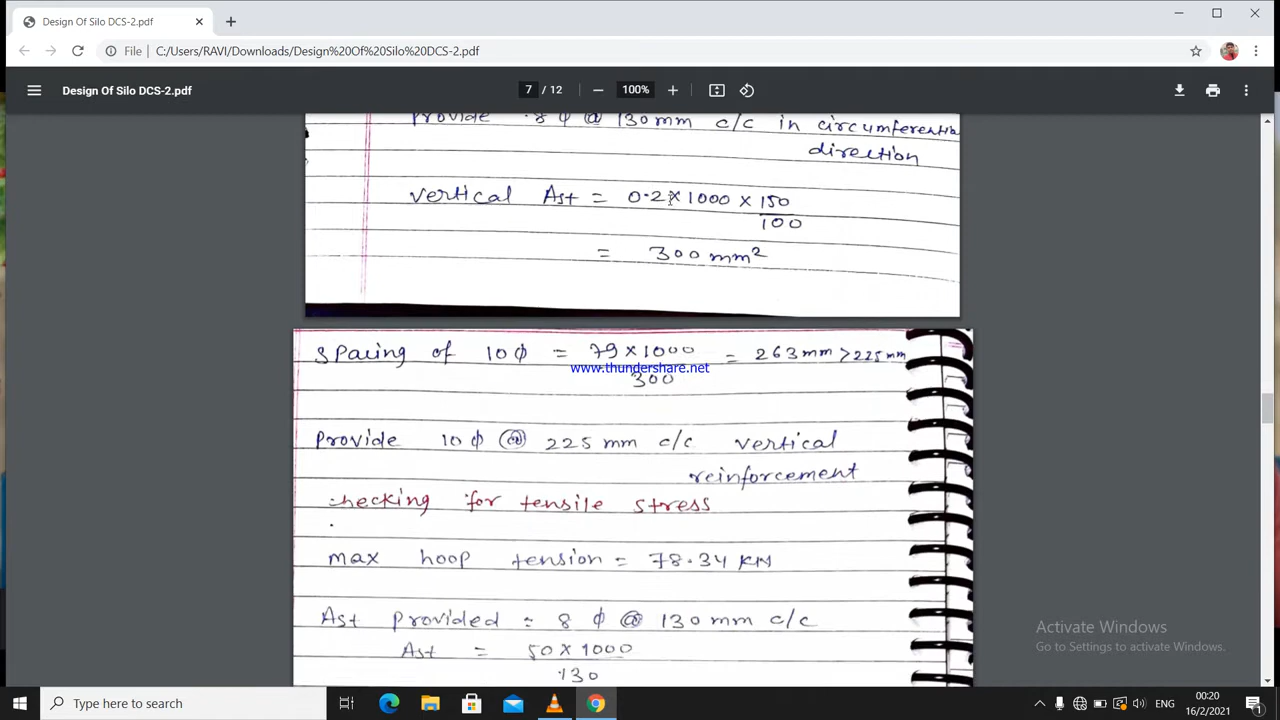 Design Of Silo DCS-2.pdf
File
C:/Users/RAVI/Downloads/Design%20Of%20Silo%20DCS-2.pdf
Design Of Silo DCS-2.pdf
7 / 12
100%
Provide 8 ϕ @ 130mm c/c in circumferentia
direction
vertical Ast = 0.2 × 1000 × 150
100
= 300 mm²
spacing of 10 ϕ = 79 × 1000 = 263mm > 225mm
www.thundershare.net
300
provide 10 ϕ @ 225 mm c/c vertical
reinforcement
checking for tensile stress
max hoop tension = 78.34 KN
Ast provided = 8 ϕ @ 130 mm c/c
Ast = 50 × 1000
130
Activate Windows
Go to Settings to activate Windows.
Type here to search
ENG
00:20
16/2/2021
1